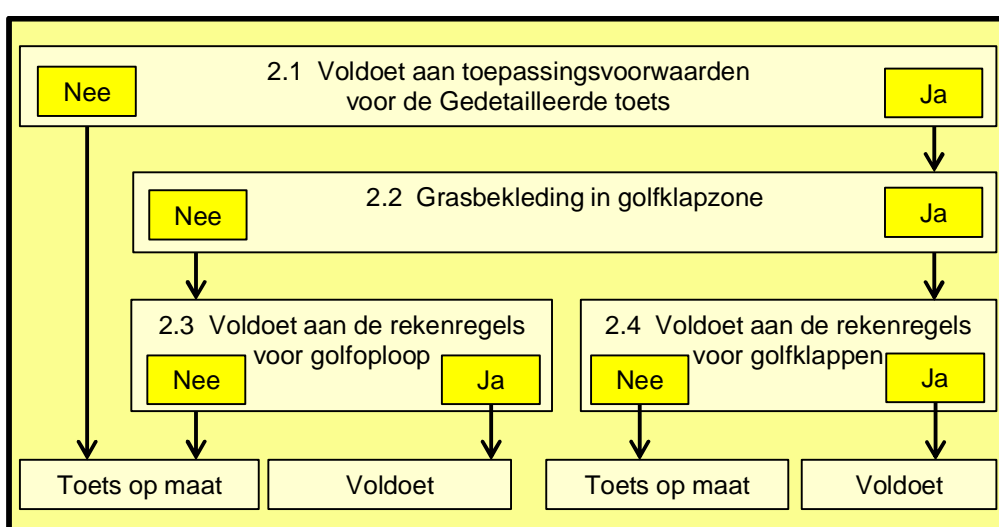 2.1 Voldoet aan toepassingsvoorwaarden
voor de Gedetailleerde toets
Nee
Ja
2.2 Grasbekleding in golfklapzone
Nee
Ja
2.3 Voldoet aan de rekenregels
voor golfoploop
Nee
Ja
2.4 Voldoet aan de rekenregels
voor golfklappen
Nee
Ja
Toets op maat
Voldoet
Toets op maat
Voldoet